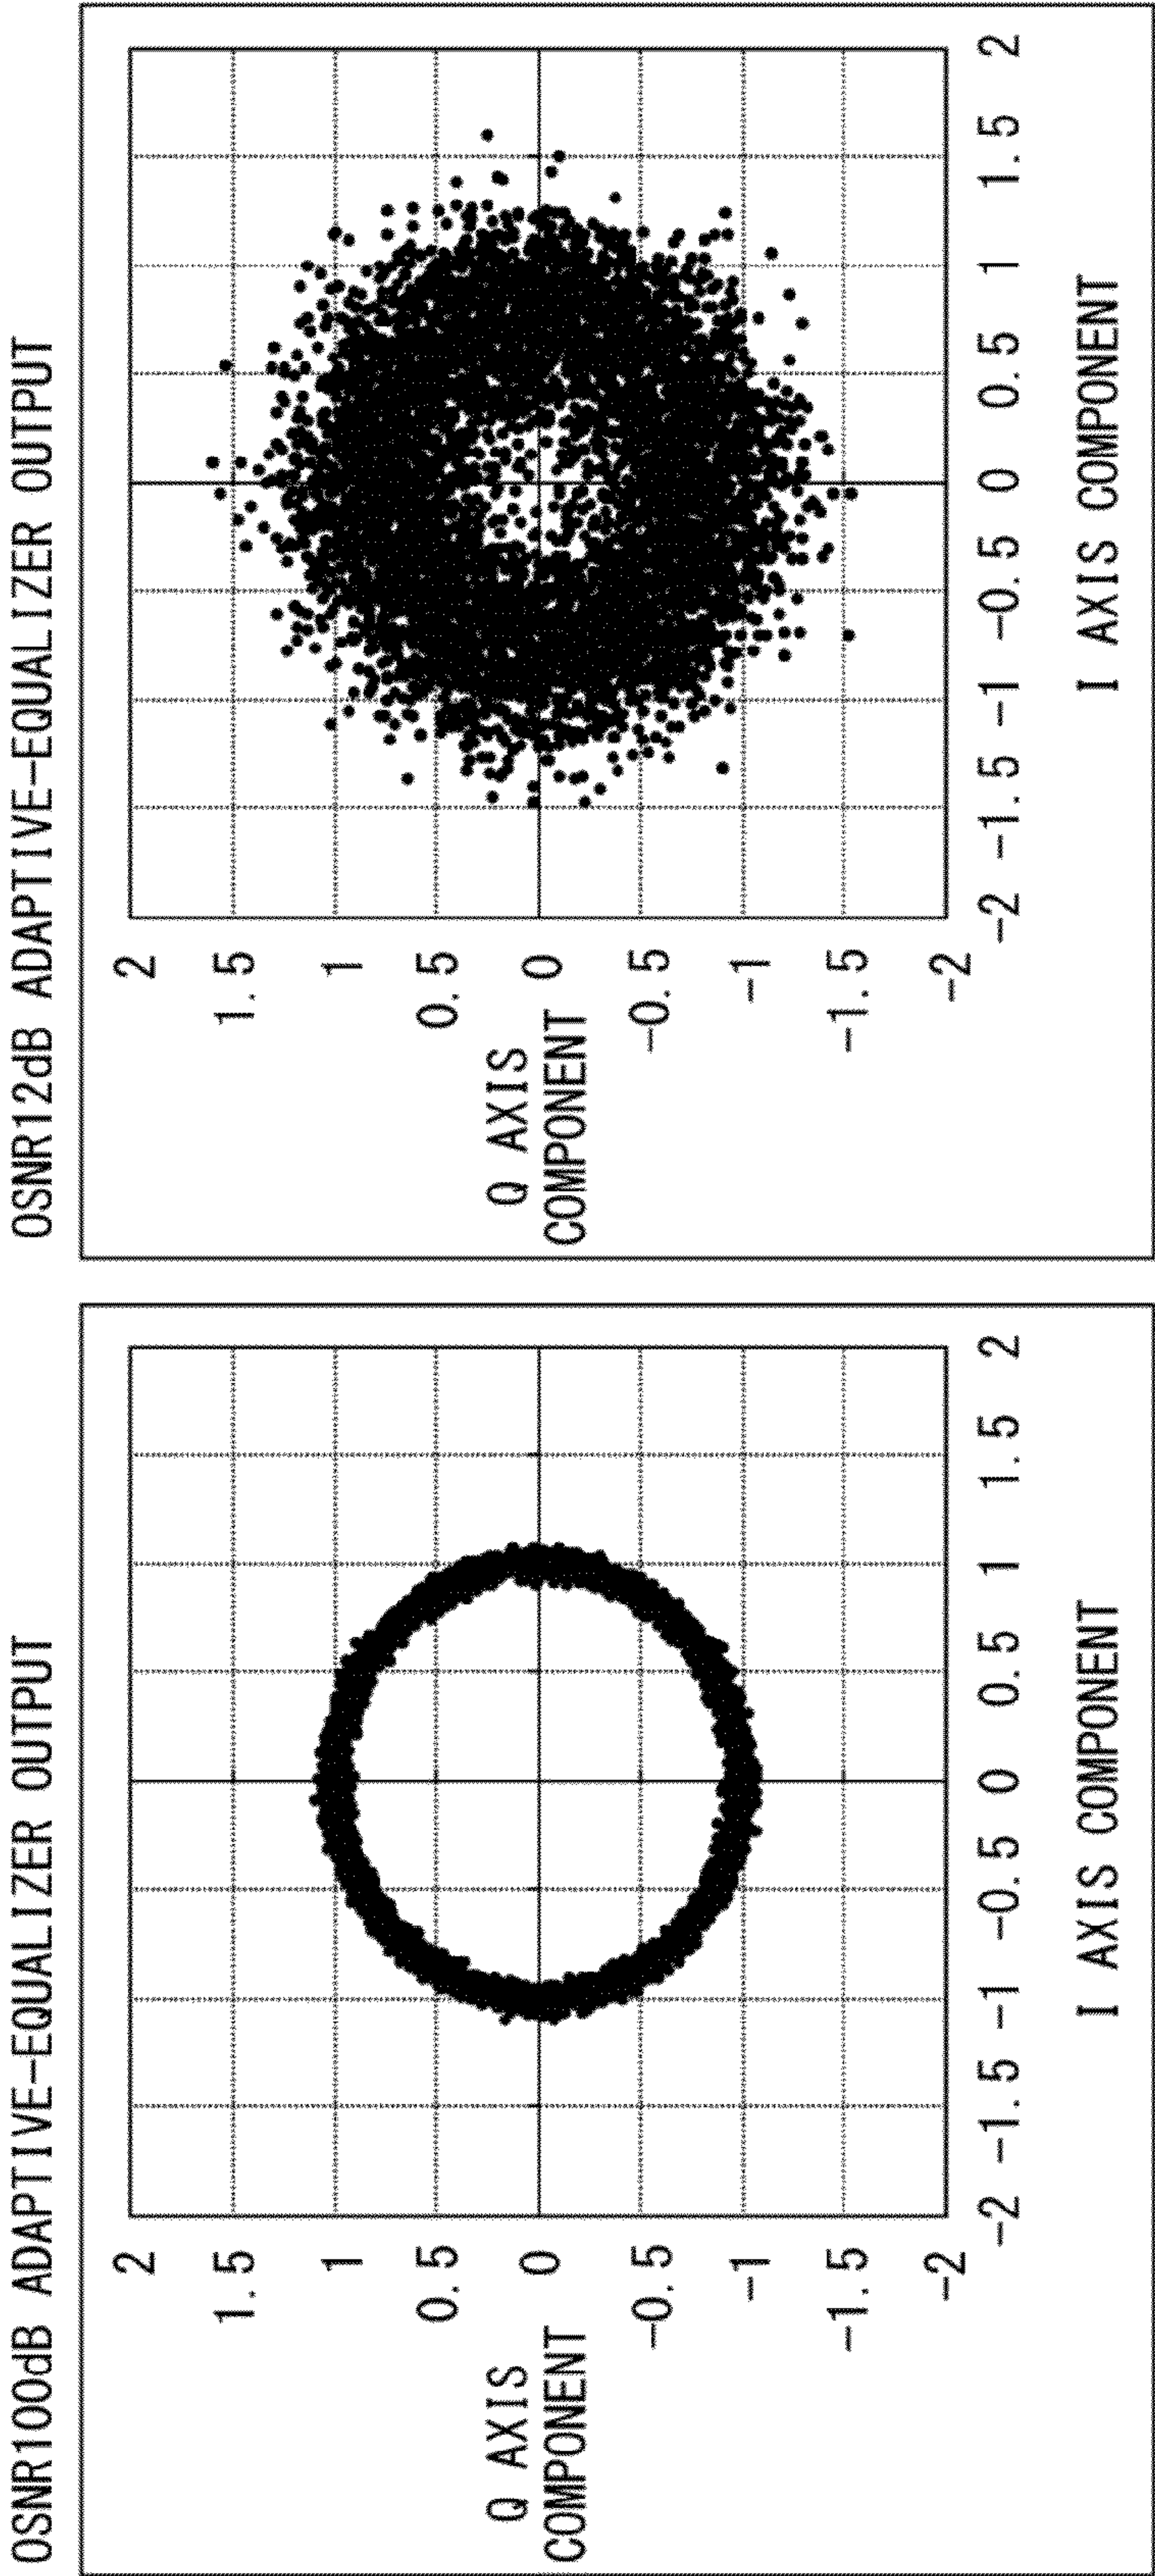 OSNR100dB ADAPTIVE-EQUALIZER OUTPUT
2
1.5
1
0.5
0
-0.5
-1
-1.5
-2
Q AXIS
COMPONENT
-2 -1.5 -1 -0.5 0 0.5 1 1.5 2
I AXIS COMPONENT
OSNR12dB ADAPTIVE-EQUALIZER OUTPUT
2
1.5
1
0.5
0
-0.5
-1
-1.5
-2
Q AXIS
COMPONENT
-2 -1.5 -1 -0.5 0 0.5 1 1.5 2
I AXIS COMPONENT